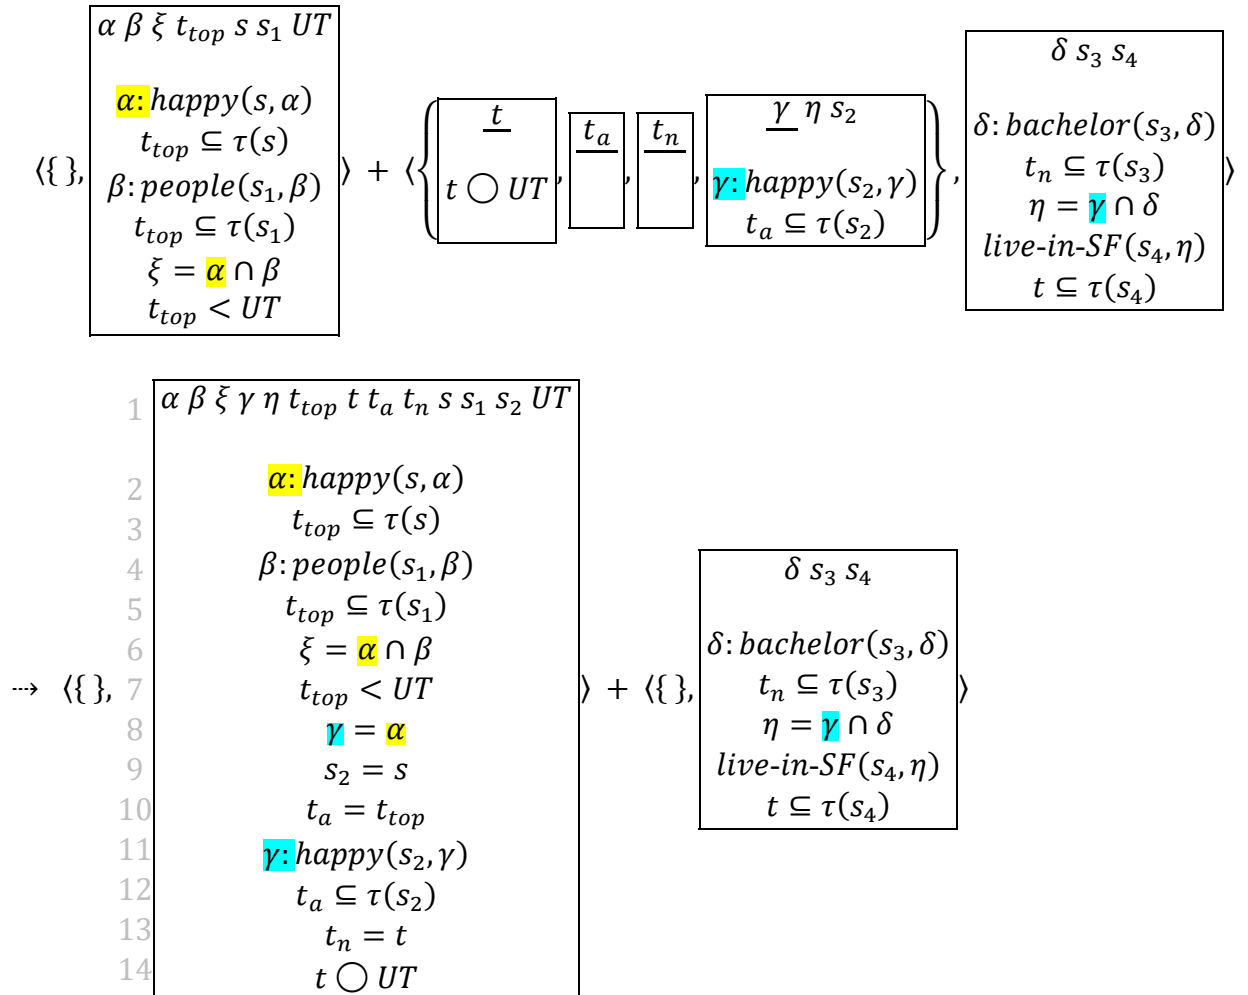 ⟨{ },
α β ξ t_top s s_1 UT
α: happy(s, α)
t_top ⊆ τ(s)
β: people(s_1, β)
t_top ⊆ τ(s_1)
ξ = α ∩ β
t_top < UT
⟩ + ⟨{
t
t ◯ UT
,
t_a
,
t_n
,
γ η s_2
γ: happy(s_2, γ)
t_a ⊆ τ(s_2)
},
δ s_3 s_4
δ: bachelor(s_3, δ)
t_n ⊆ τ(s_3)
η = γ ∩ δ
live-in-SF(s_4, η)
t ⊆ τ(s_4)
⟩
⇢ ⟨{ },
1 α β ξ γ η t_top t t_a t_n s s_1 s_2 UT
2 α: happy(s, α)
3 t_top ⊆ τ(s)
4 β: people(s_1, β)
5 t_top ⊆ τ(s_1)
6 ξ = α ∩ β
7 t_top < UT
8 γ = α
9 s_2 = s
10 t_a = t_top
11 γ: happy(s_2, γ)
12 t_a ⊆ τ(s_2)
13 t_n = t
14 t ◯ UT
⟩ + ⟨{ },
δ s_3 s_4
δ: bachelor(s_3, δ)
t_n ⊆ τ(s_3)
η = γ ∩ δ
live-in-SF(s_4, η)
t ⊆ τ(s_4)
⟩